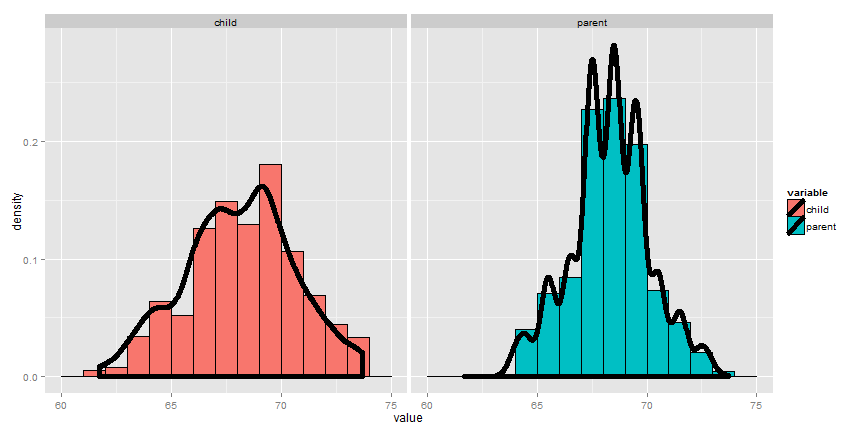 child
parent
density
0.2
0.1
0.0
60
65
70
75
60
65
70
75
value
variable
child
parent